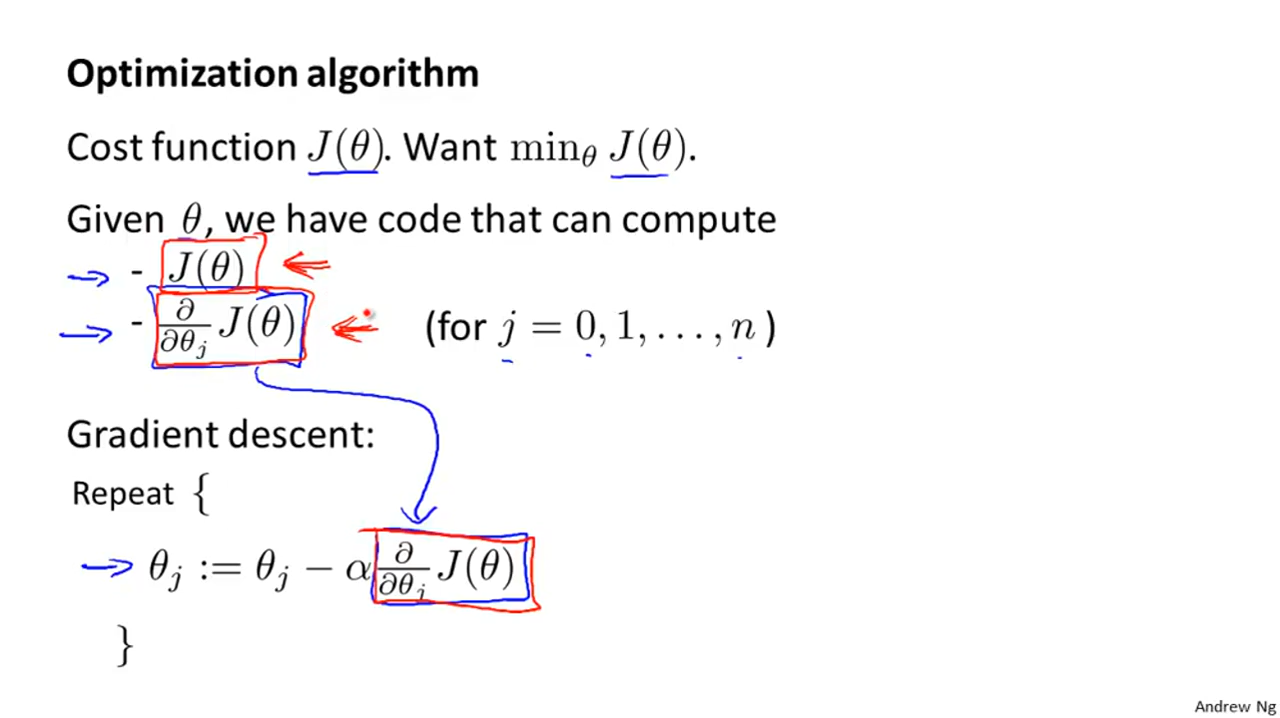 Optimization algorithm
Cost function J(θ). Want min_θ J(θ).
Given θ, we have code that can compute
- J(θ)
- ∂/∂θ_j J(θ) (for j = 0, 1, . . . , n )
Gradient descent:
Repeat {
θ_j := θ_j − α ∂/∂θ_j J(θ)
}
Andrew Ng